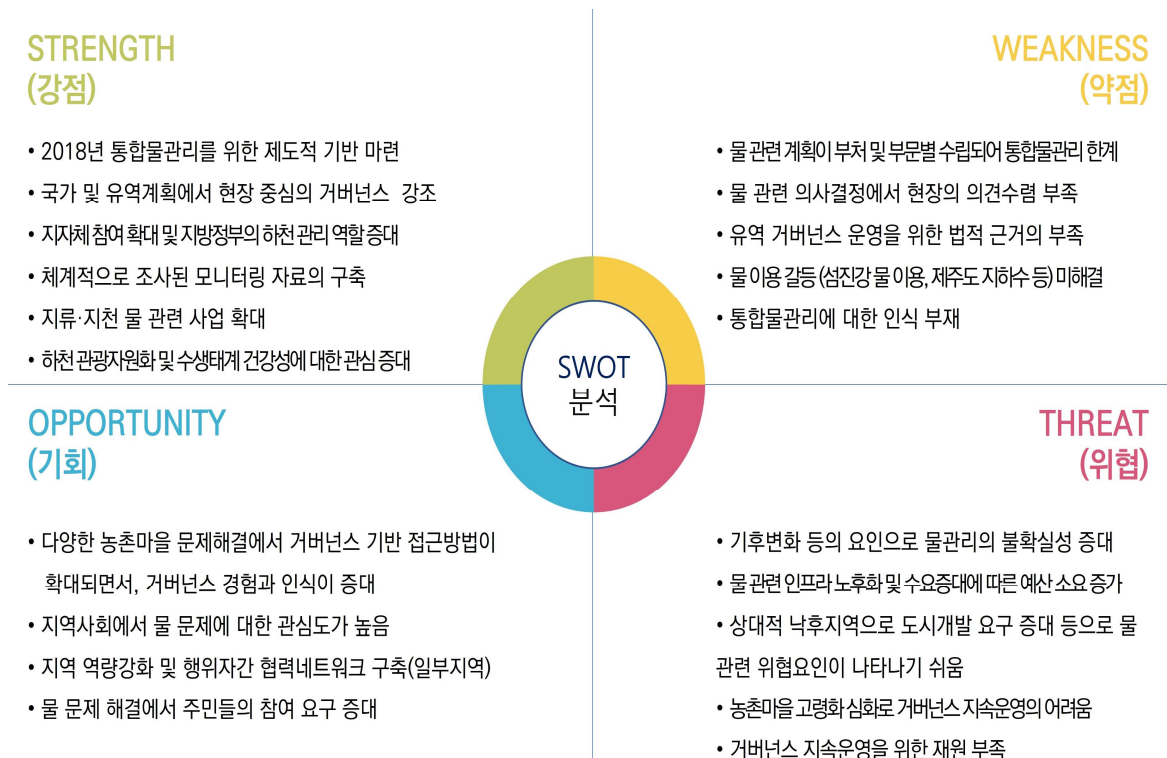 STRENGTH
(강점)
• 2018년 통합물관리를 위한 제도적 기반 마련
• 국가 및 유역계획에서 현장 중심의 거버넌스 강조
• 지자체 참여 확대 및 지방정부의 하천 관리 역할 증대
• 체계적으로 조사된 모니터링 자료의 구축
• 지류·지천 물 관련 사업 확대
• 하천 관광자원화 및 수생태계 건강성에 대한 관심 증대
WEAKNESS
(약점)
• 물 관련 계획이 부처 및 부문별 수립되어 통합물관리 한계
• 물 관련 의사결정에서 현장의 의견수렴 부족
• 유역 거버넌스 운영을 위한 법적 근거의 부족
• 물 이용 갈등 (섬진강 물 이용, 제주도 지하수 등) 미해결
• 통합물관리에 대한 인식 부재
SWOT
분석
OPPORTUNITY
(기회)
• 다양한 농촌마을 문제해결에서 거버넌스 기반 접근방법이
확대되면서, 거버넌스 경험과 인식이 증대
• 지역사회에서 물 문제에 대한 관심도가 높음
• 지역 역량강화 및 행위자간 협력네트워크 구축(일부지역)
• 물 문제 해결에서 주민들의 참여 요구 증대
THREAT
(위협)
• 기후변화 등의 요인으로 물관리의 불확실성 증대
• 물 관련 인프라 노후화 및 수요증대에 따른 예산 소요 증가
• 상대적 낙후지역으로 도시개발 요구 증대 등으로 물
관련 위협요인이 나타나기 쉬움
• 농촌마을 고령화 심화로 거버넌스 지속운영의 어려움
• 거버넌스 지속운영을 위한 재원 부족